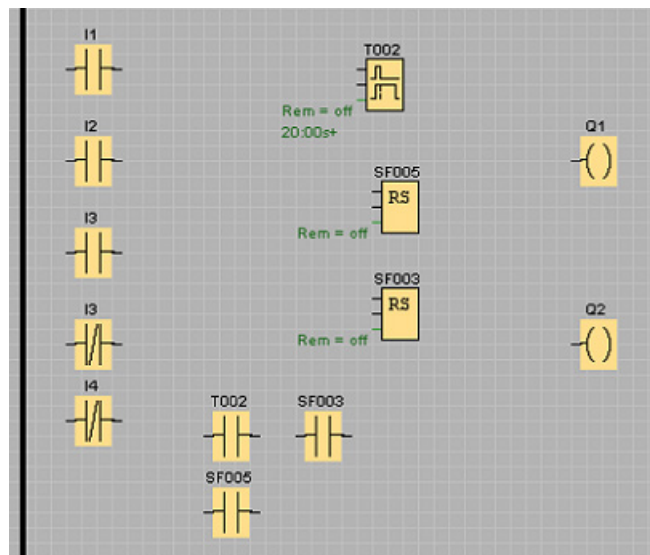 I1
T002
Rem = off
20:00s+
I2
Q1
SF005
RS
Rem = off
I3
SF003
RS
Rem = off
I3
Q2
I4
T002
SF003
SF005